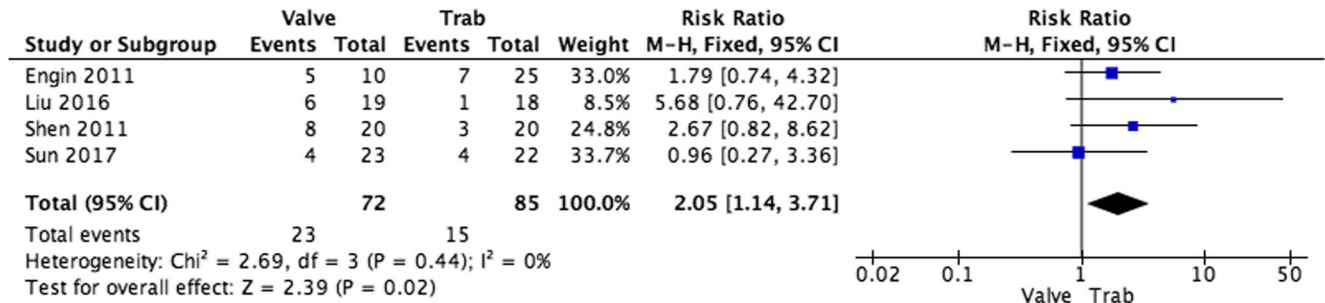 Valve Trab Risk Ratio Risk Ratio
Study or Subgroup Events Total Events Total Weight M-H, Fixed, 95% CI M-H, Fixed, 95% CI
Engin 2011 5 10 7 25 33.0% 1.79 [0.74, 4.32]
Liu 2016 6 19 1 18 8.5% 5.68 [0.76, 42.70]
Shen 2011 8 20 3 20 24.8% 2.67 [0.82, 8.62]
Sun 2017 4 23 4 22 33.7% 0.96 [0.27, 3.36]
Total (95% CI) 72 85 100.0% 2.05 [1.14, 3.71]
Total events 23 15
Heterogeneity: Chi² = 2.69, df = 3 (P = 0.44); I² = 0%
Test for overall effect: Z = 2.39 (P = 0.02)
0.02 0.1 1 10 50
Valve Trab